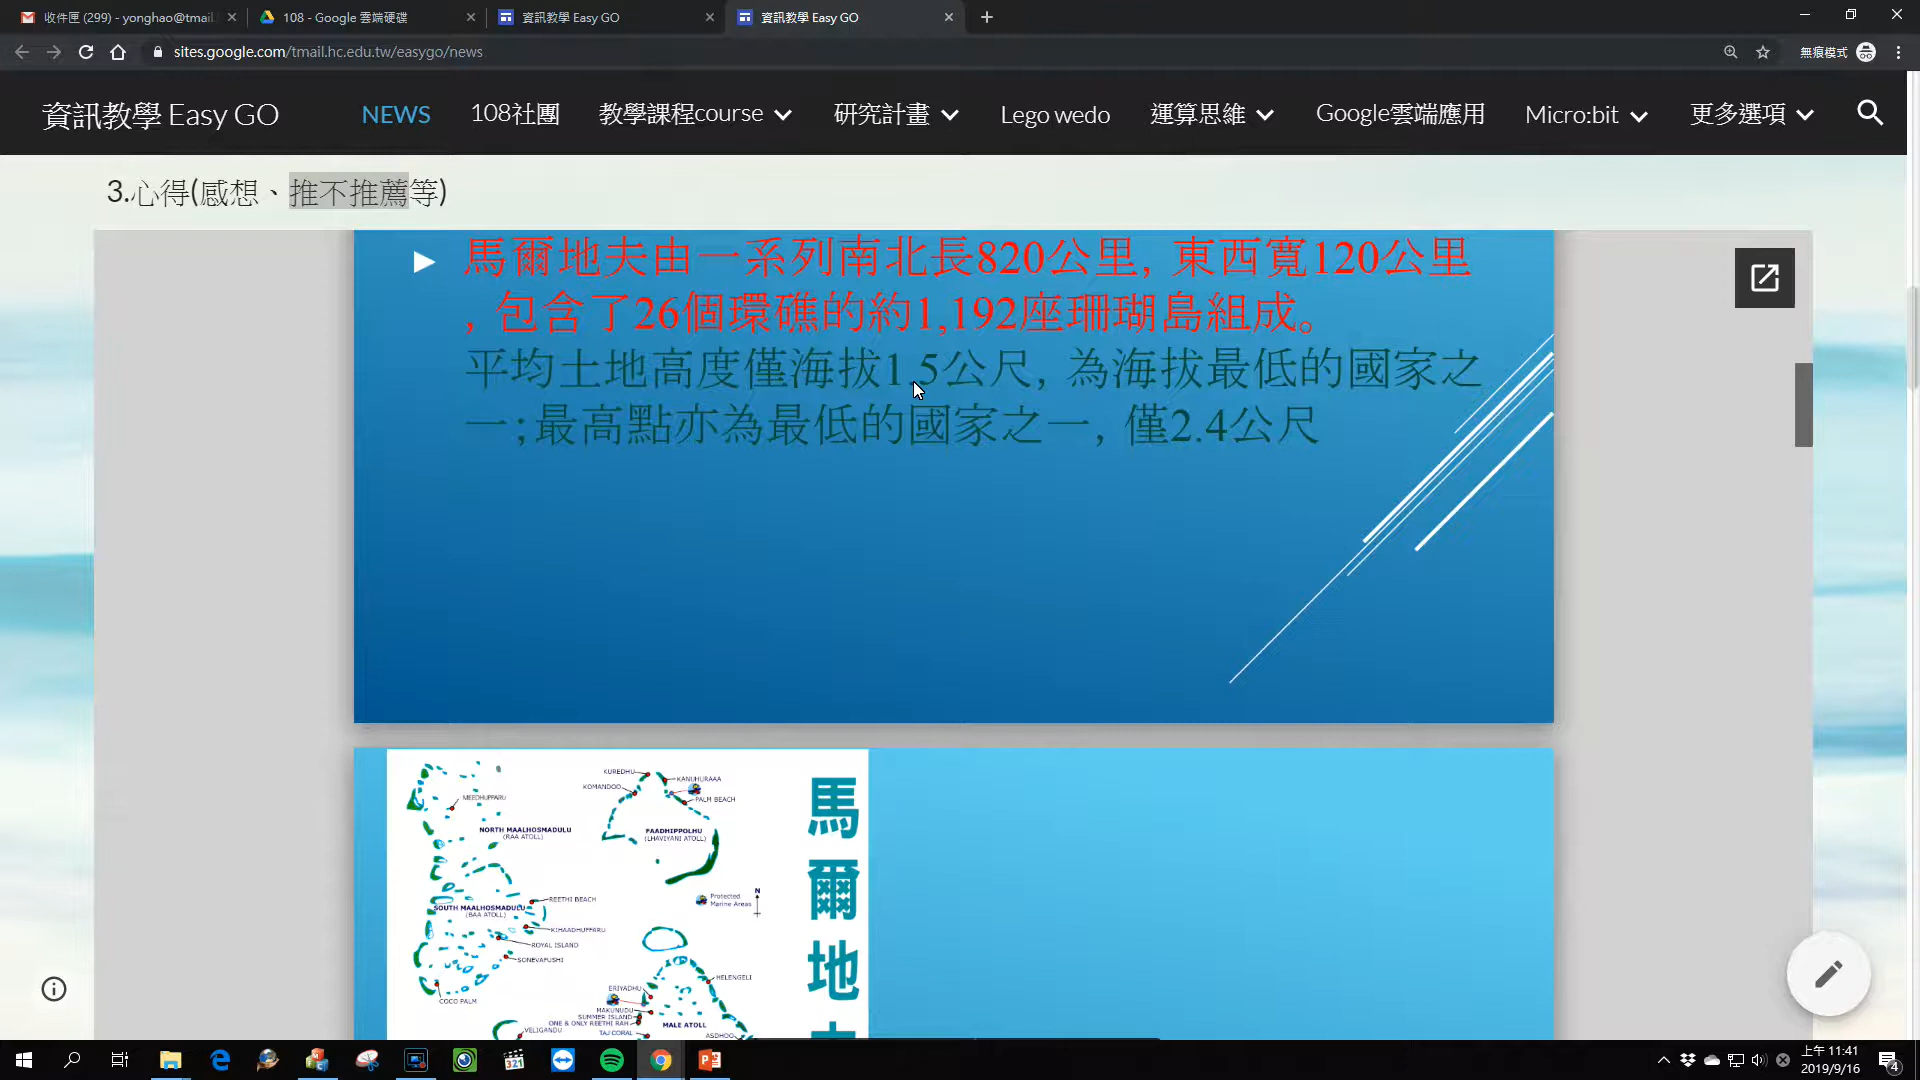 收件匣 (299) - yonghao@tmail
108 - Google 雲端硬碟
資訊教學 Easy GO
資訊教學 Easy GO
sites.google.com/tmail.hc.edu.tw/easygo/news
無痕模式
資訊教學 Easy GO
NEWS
108社團
教學課程course
研究計畫
Lego wedo
運算思維
Google雲端應用
Micro:bit
更多選項
3.心得(感想、推不推薦等)
馬爾地夫由一系列南北長820公里, 東西寬120公里
, 包含了26個環礁的約1,192座珊瑚島組成。
平均土地高度僅海拔1.5公尺, 為海拔最低的國家之
一;最高點亦為最低的國家之一, 僅2.4公尺
KUREDHU
KANUHURAAA
KOMANDOO
PALM BEACH
MEEDHUPPARU
NORTH MAALHOSMADULU
(RAA ATOLL)
FAADHIPPOLHU
(LHAVIYANI ATOLL)
Protected
Marine Areas
N
REETHI BEACH
SOUTH MAALHOSMADULU
(BAA ATOLL)
KIHAADHUFFARU
ROYAL ISLAND
SONEVAFUSHI
HELENGELI
ERIYADHU
COCO PALM
MAKUNUDU
SUMMER ISLAND
ONE & ONLY REETHI RAH
MALE ATOLL
VELIGANDU
TAJ CORAL
ASDHOO
馬
爾
地
321
上午 11:41
2019/9/16
4